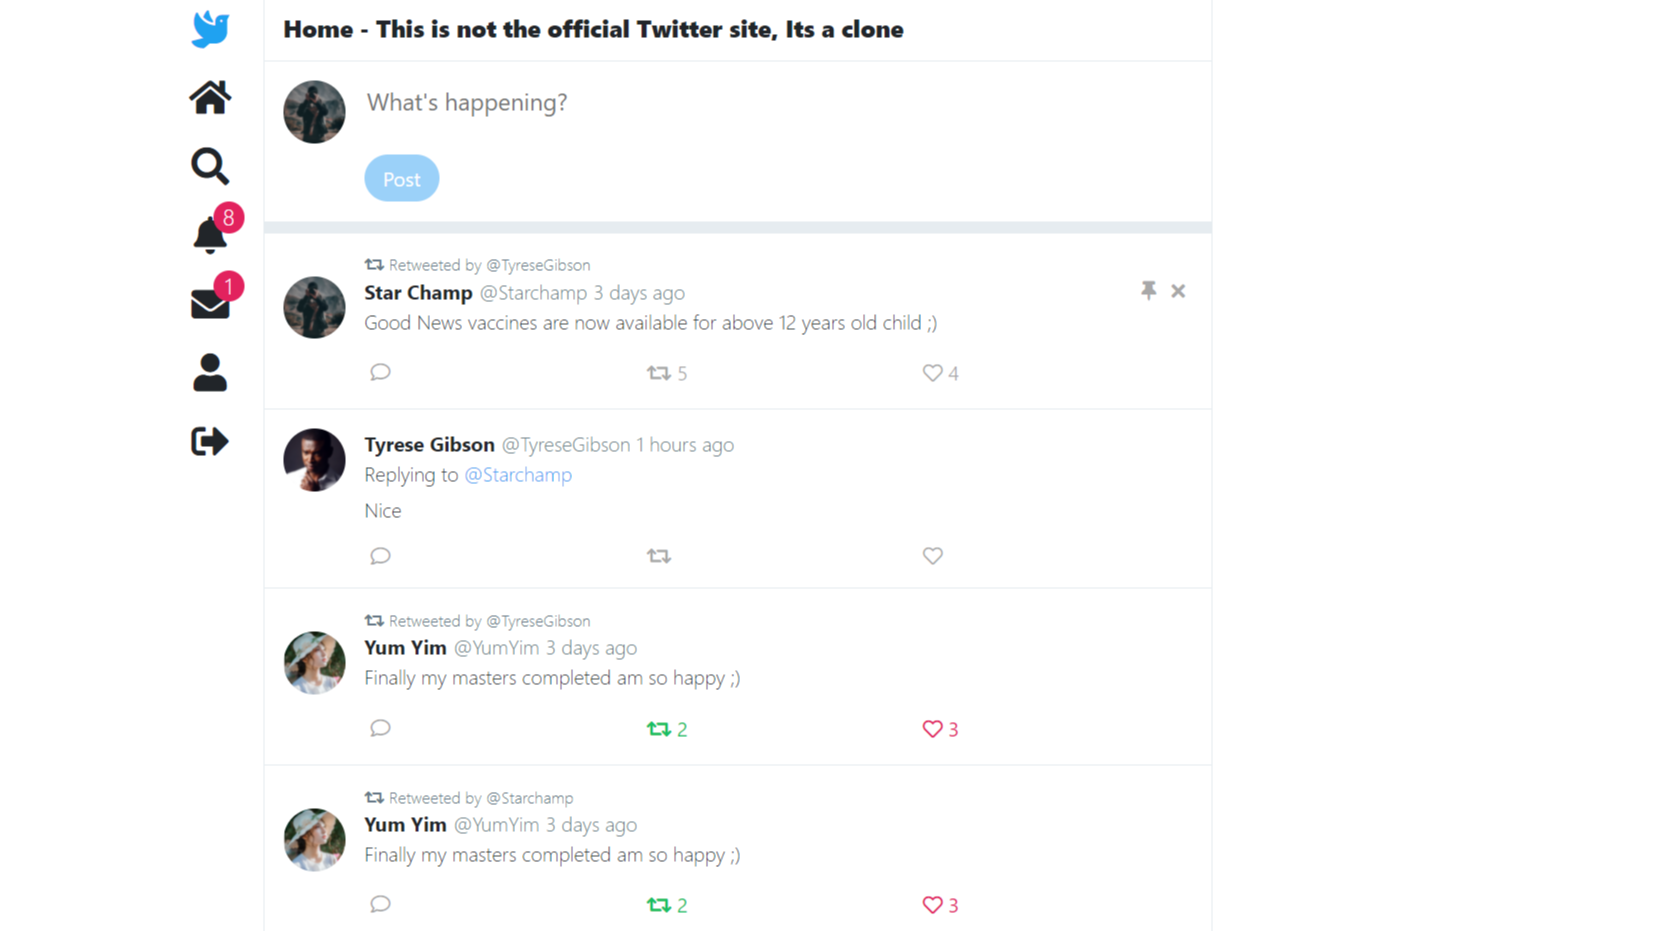 Home - This is not the official Twitter site, Its a clone
What's happening?
Post
8
1
Retweeted by @TyreseGibson
Star Champ @Starchamp 3 days ago
Good News vaccines are now available for above 12 years old child ;)
5 4
Tyrese Gibson @TyreseGibson 1 hours ago
Replying to @Starchamp
Nice
Retweeted by @TyreseGibson
Yum Yim @YumYim 3 days ago
Finally my masters completed am so happy ;)
2 3
Retweeted by @Starchamp
Yum Yim @YumYim 3 days ago
Finally my masters completed am so happy ;)
2 3